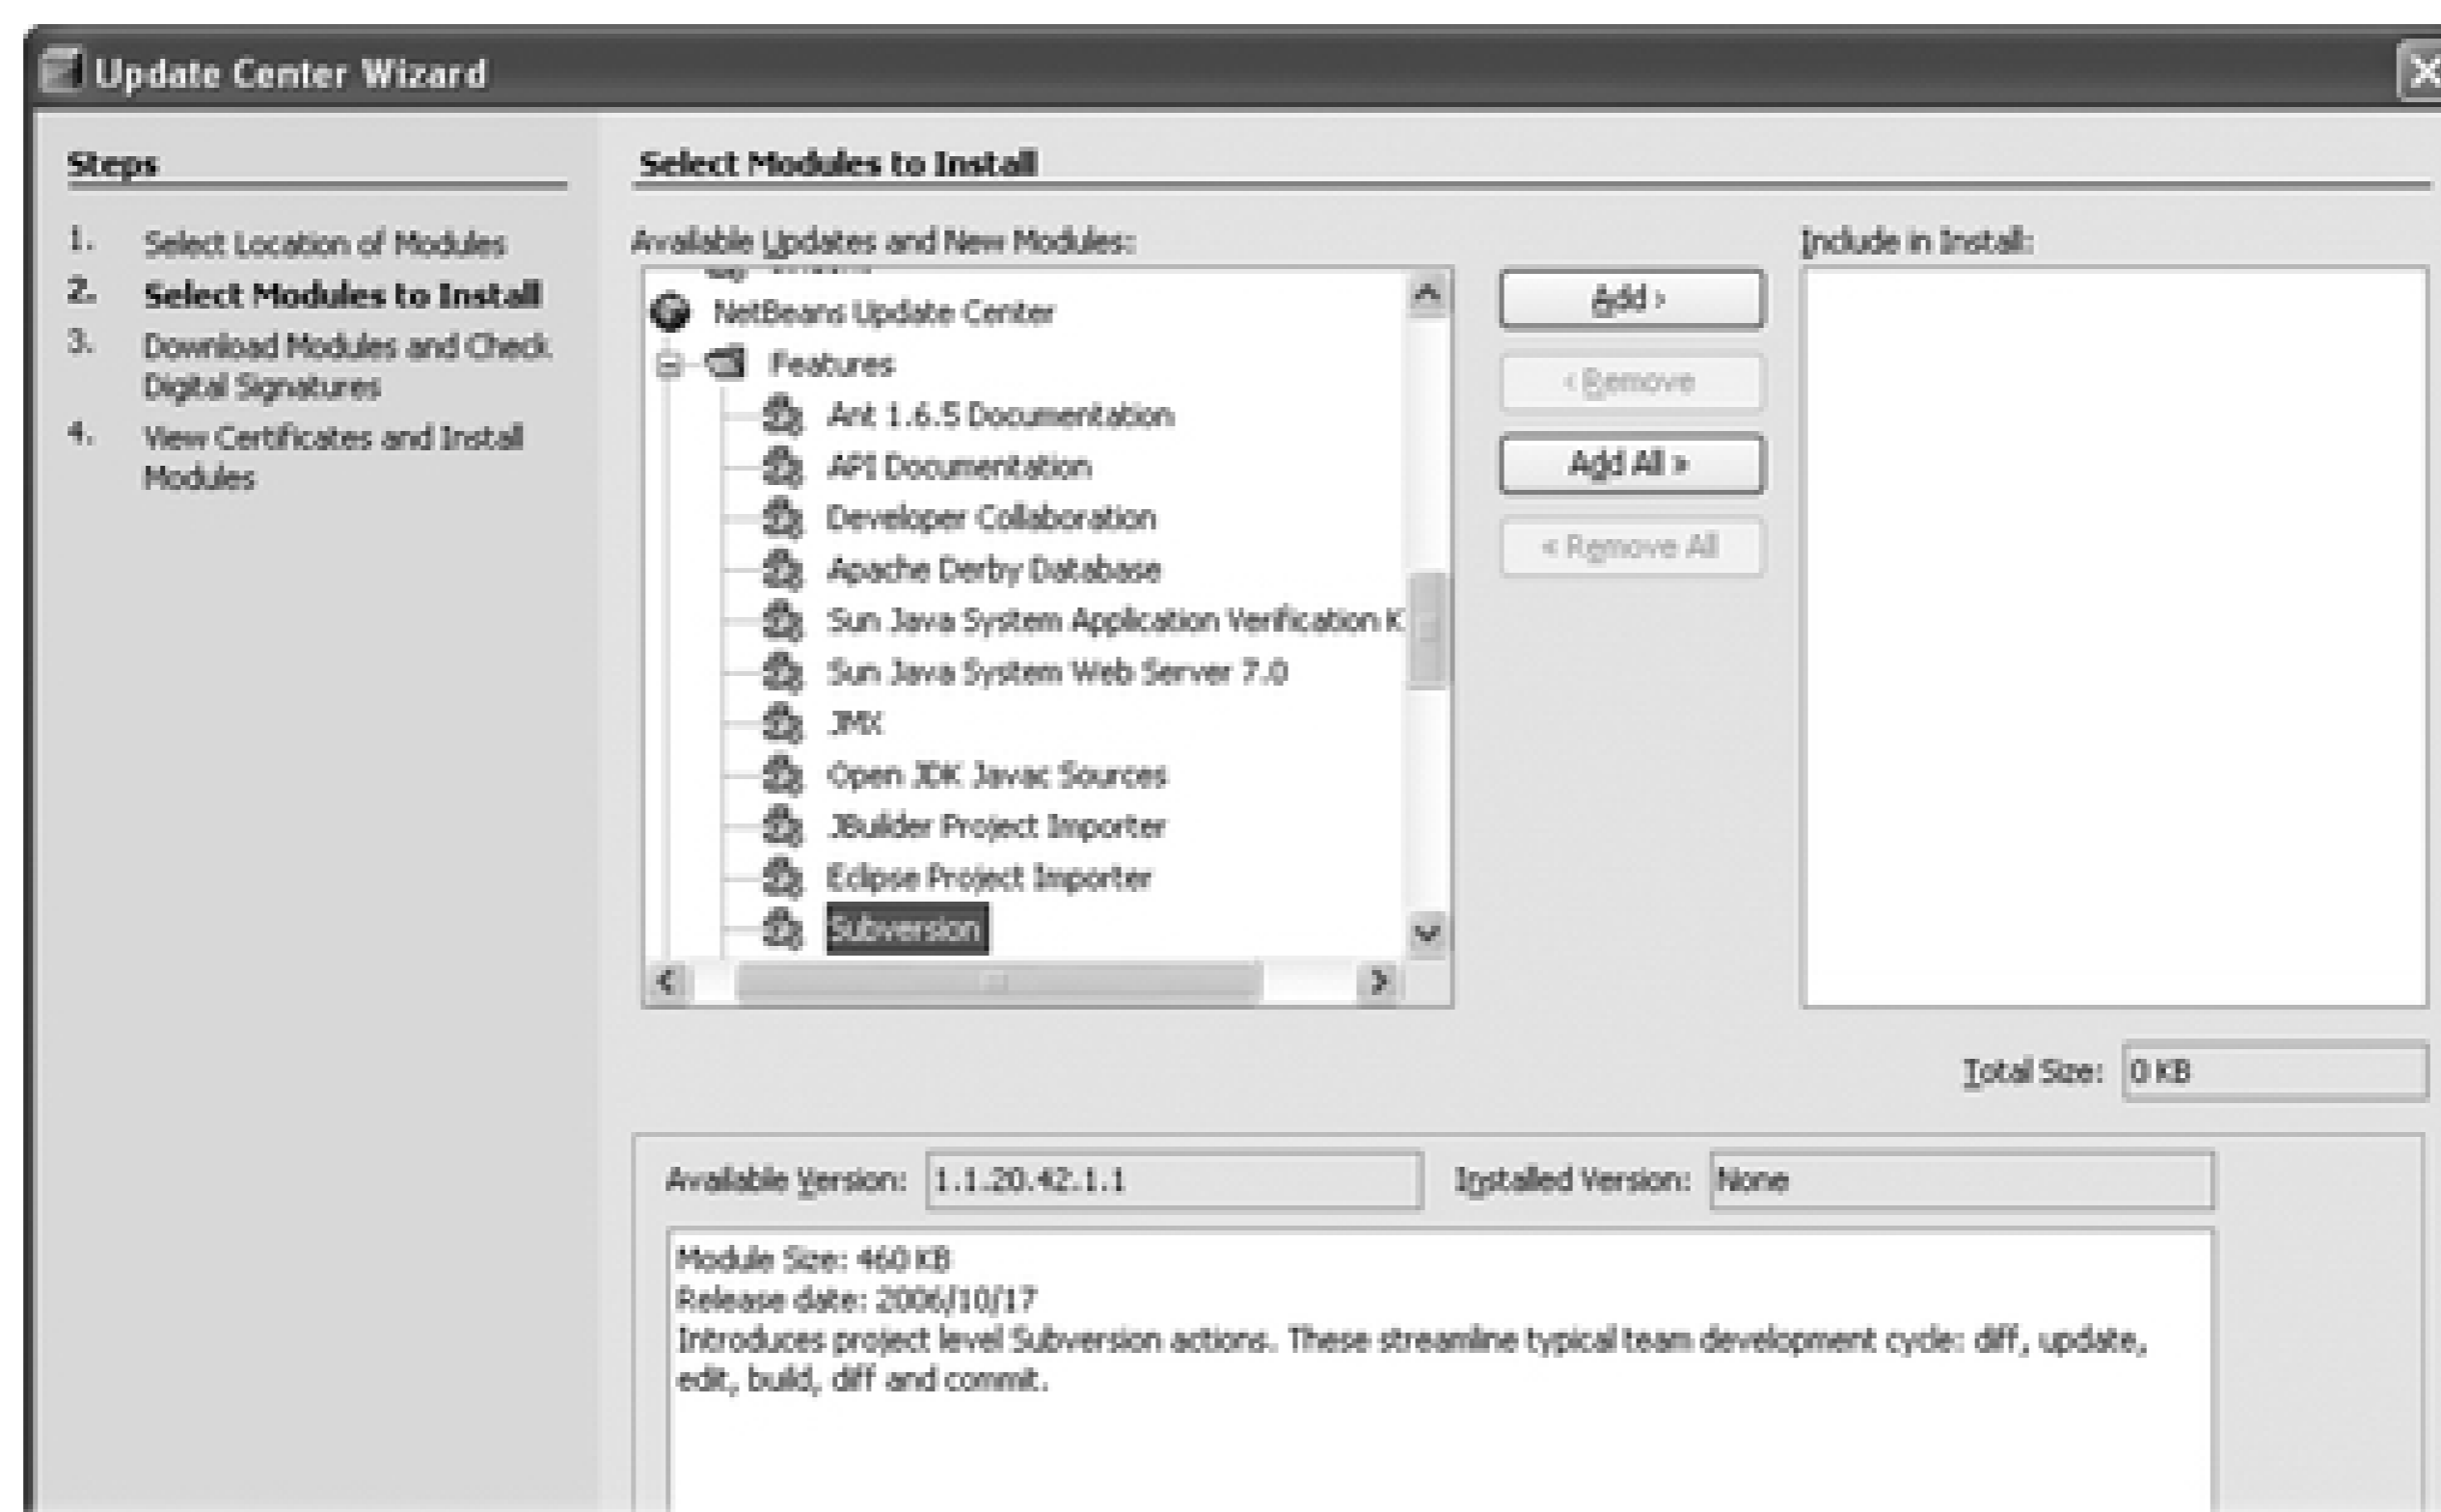 Update Center Wizard
Steps
1. Select Location of Modules
2. Select Modules to Install
3. Download Modules and Check
Digital Signatures
4. View Certificates and Install
Modules
Select Modules to Install
Available Updates and New Modules:
NetBeans Update Center
Features
Ant 1.6.5 Documentation
API Documentation
Developer Collaboration
Apache Derby Database
Sun Java System Application Verification K
Sun Java System Web Server 7.0
JMX
Open JDK Javac Sources
JBuilder Project Importer
Eclipse Project Importer
Subversion
Add >
< Remove
Add All »
« Remove All
Include in Install:
Total Size: 0 KB
Available Version: 1.1.20.42.1.1
Installed Version: None
Module Size: 460 KB
Release date: 2006/10/17
Introduces project level Subversion actions. These streamline typical team development cycle: diff, update,
edit, build, diff and commit.